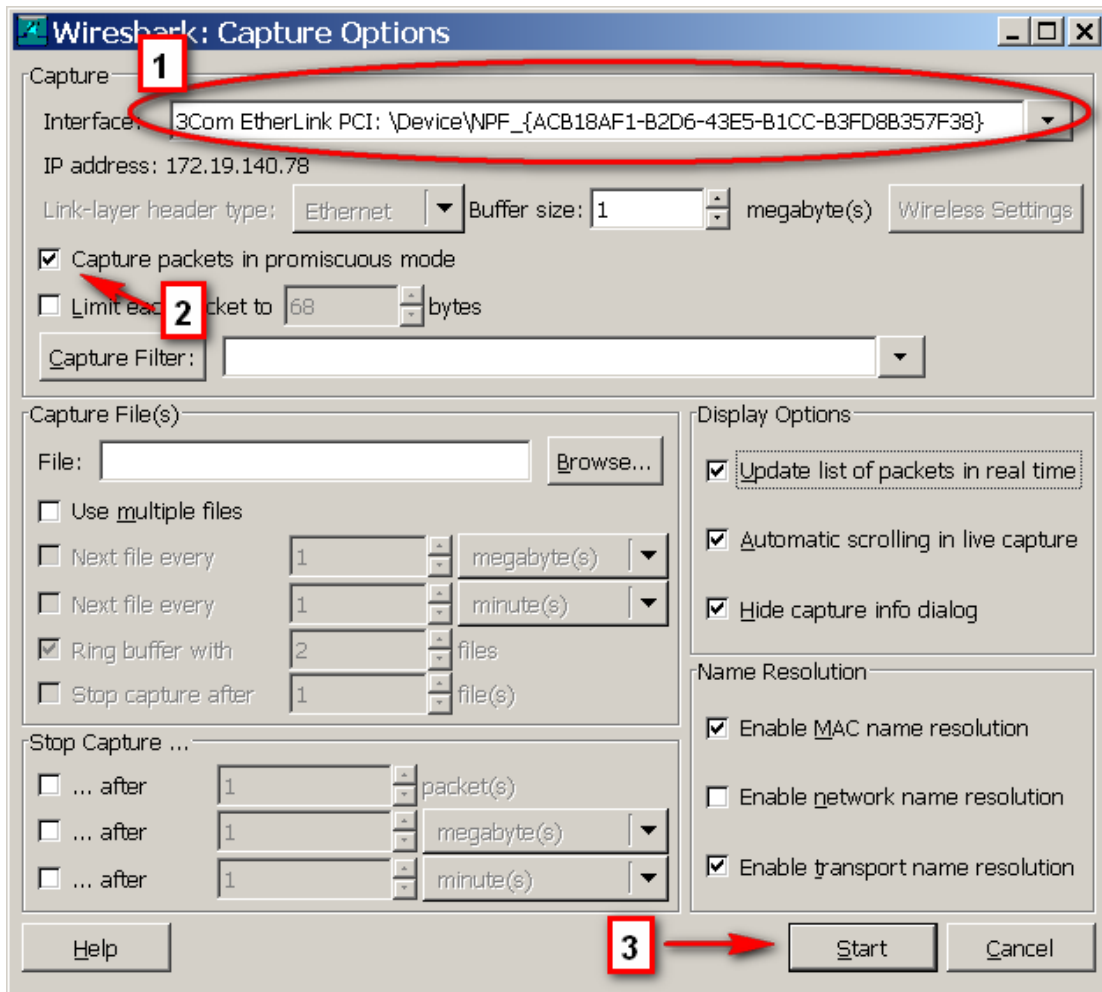 Wireshark: Capture Options
1
Capture
Interface: 3Com EtherLink PCI: \Device\NPF_{ACB18AF1-B2D6-43E5-B1CC-B3FD8B357F38}
IP address: 172.19.140.78
Link-layer header type: Ethernet Buffer size: 1 megabyte(s) Wireless Settings
Capture packets in promiscuous mode
2
Limit each packet to 68 bytes
Capture Filter:
Capture File(s)
File: Browse...
Use multiple files
Next file every 1 megabyte(s)
Next file every 1 minute(s)
Ring buffer with 2 files
Stop capture after 1 file(s)
Stop Capture ...
... after 1 packet(s)
... after 1 megabyte(s)
... after 1 minute(s)
Display Options
Update list of packets in real time
Automatic scrolling in live capture
Hide capture info dialog
Name Resolution
Enable MAC name resolution
Enable network name resolution
Enable transport name resolution
Help 3 Start Cancel